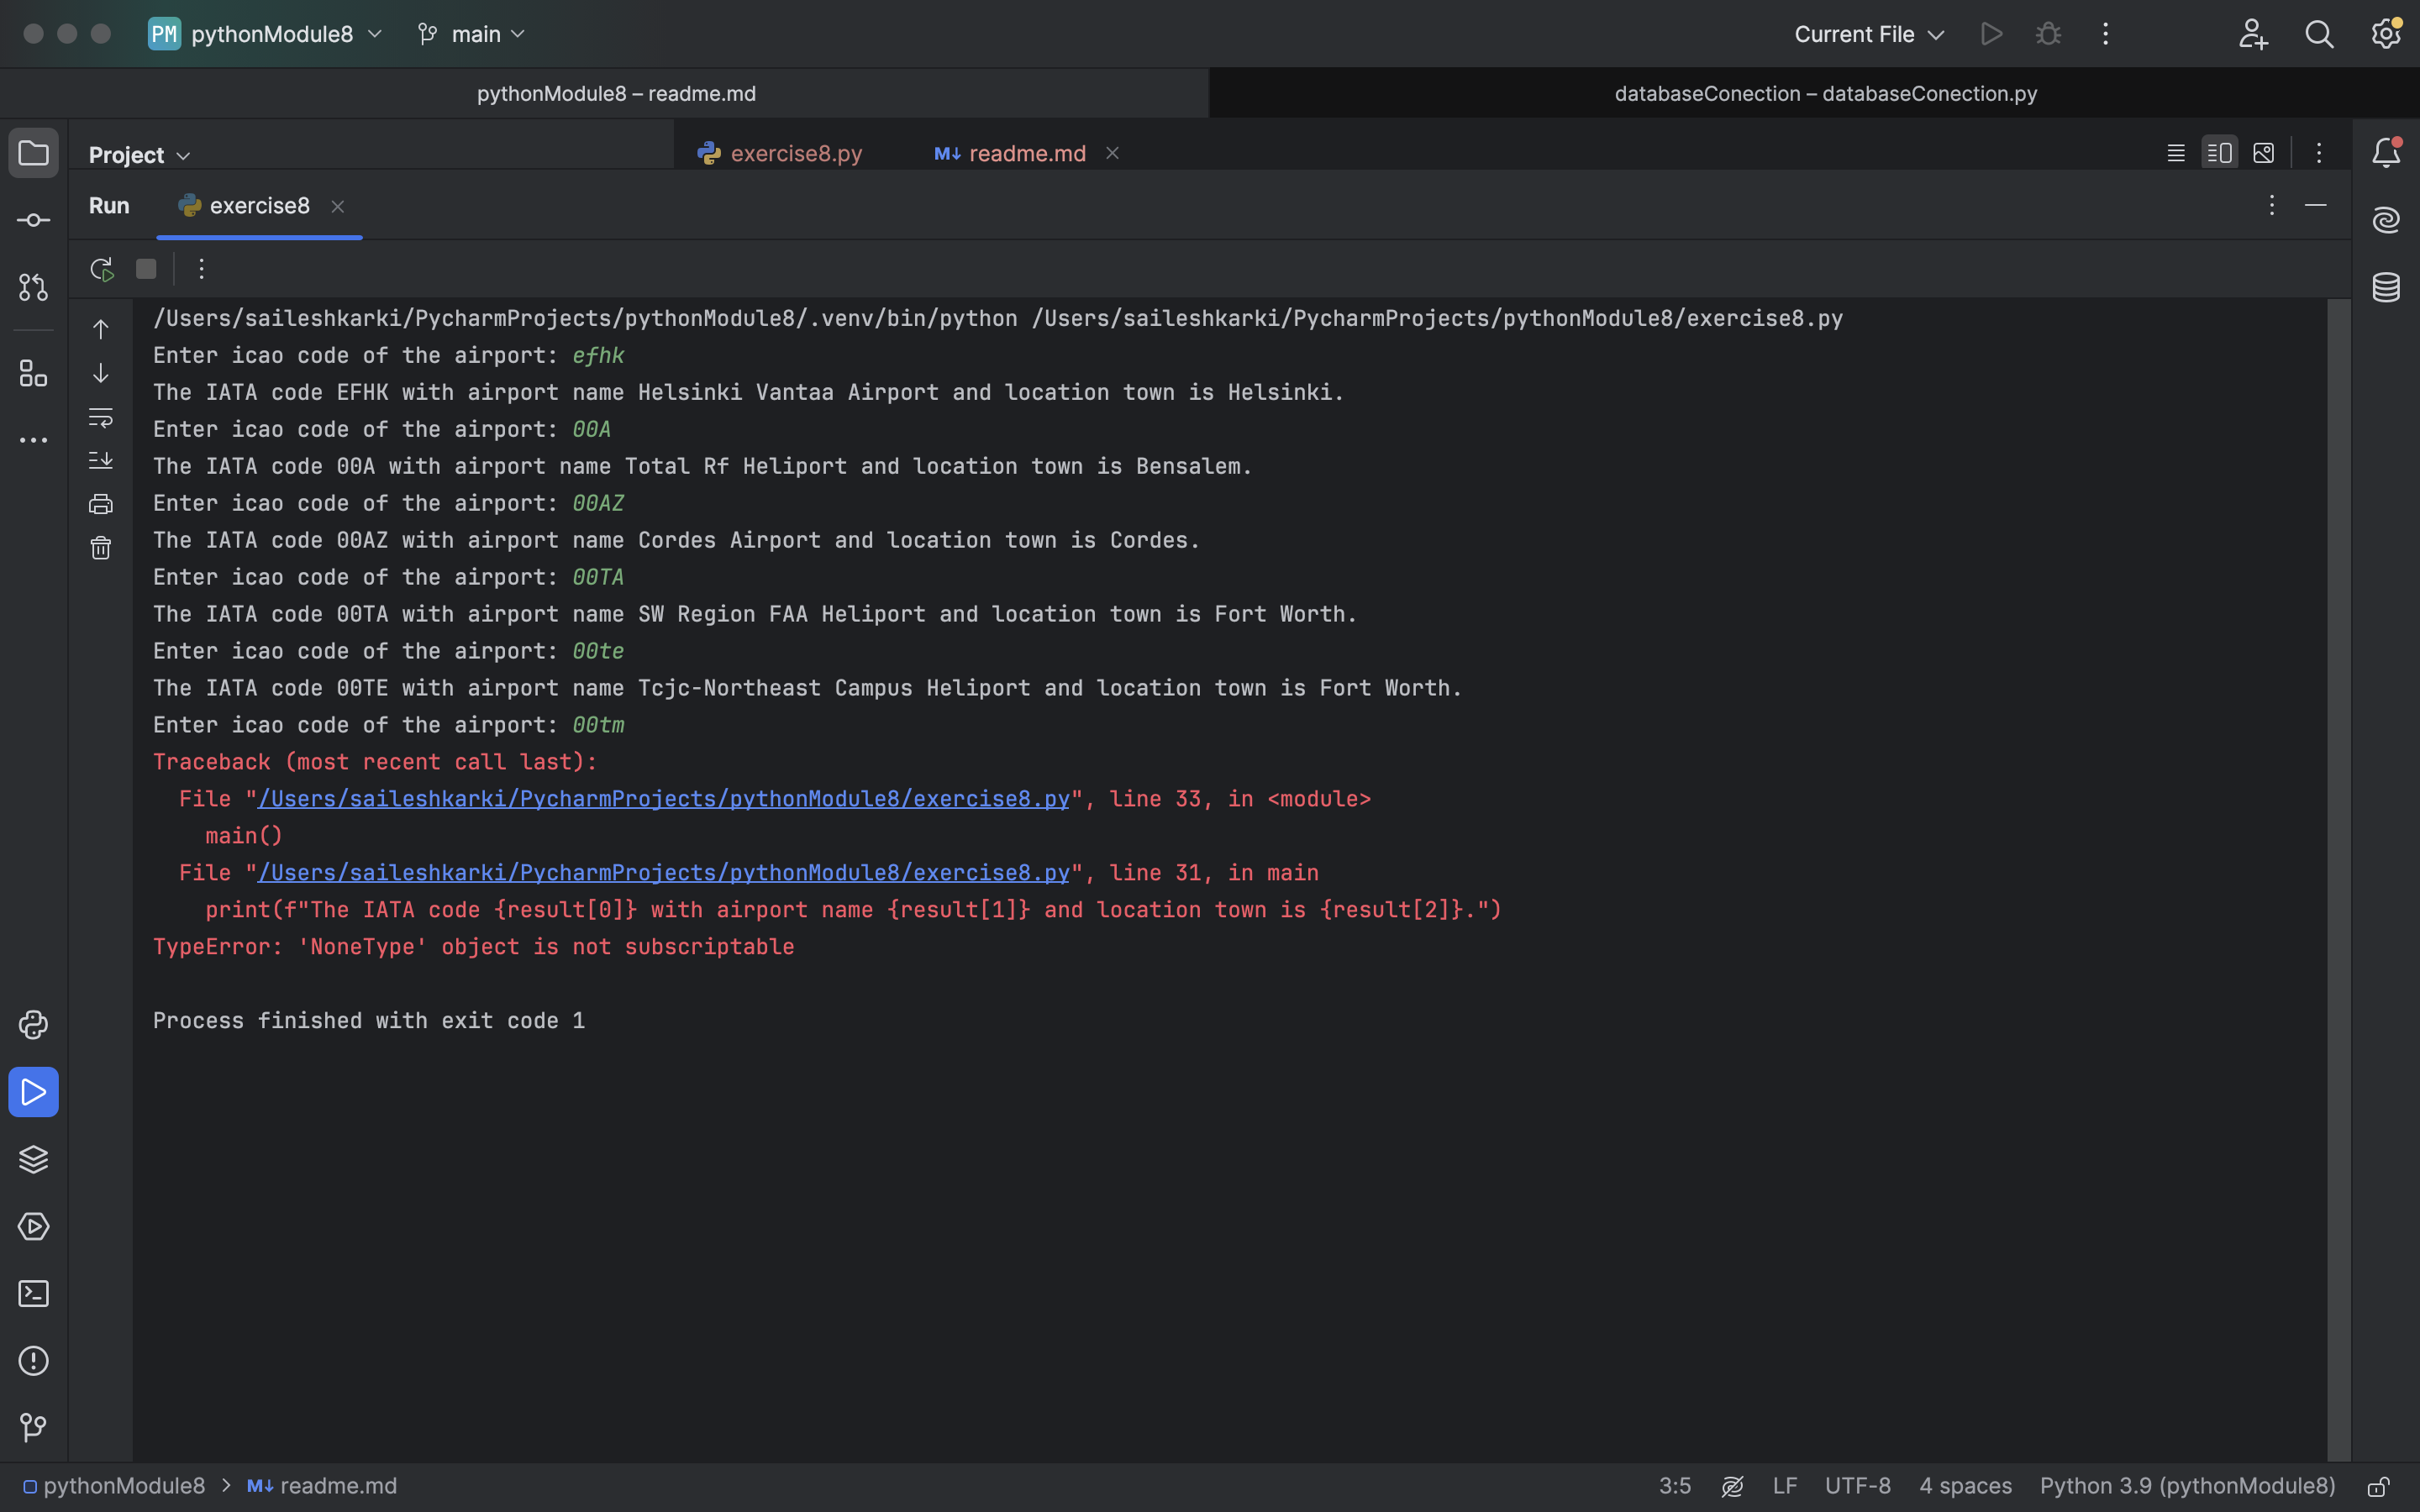 PM pythonModule8 main Current File
pythonModule8 – readme.md databaseConection – databaseConection.py
Project exercise8.py M↓ readme.md
Run exercise8
/Users/saileshkarki/PycharmProjects/pythonModule8/.venv/bin/python /Users/saileshkarki/PycharmProjects/pythonModule8/exercise8.py
Enter icao code of the airport: efhk
The IATA code EFHK with airport name Helsinki Vantaa Airport and location town is Helsinki.
Enter icao code of the airport: 00A
The IATA code 00A with airport name Total Rf Heliport and location town is Bensalem.
Enter icao code of the airport: 00AZ
The IATA code 00AZ with airport name Cordes Airport and location town is Cordes.
Enter icao code of the airport: 00TA
The IATA code 00TA with airport name SW Region FAA Heliport and location town is Fort Worth.
Enter icao code of the airport: 00te
The IATA code 00TE with airport name Tcjc-Northeast Campus Heliport and location town is Fort Worth.
Enter icao code of the airport: 00tm
Traceback (most recent call last):
  File "/Users/saileshkarki/PycharmProjects/pythonModule8/exercise8.py", line 33, in <module>
    main()
  File "/Users/saileshkarki/PycharmProjects/pythonModule8/exercise8.py", line 31, in main
    print(f"The IATA code {result[0]} with airport name {result[1]} and location town is {result[2]}.")
TypeError: 'NoneType' object is not subscriptable
Process finished with exit code 1
pythonModule8 > M↓ readme.md 3:5 LF UTF-8 4 spaces Python 3.9 (pythonModule8)